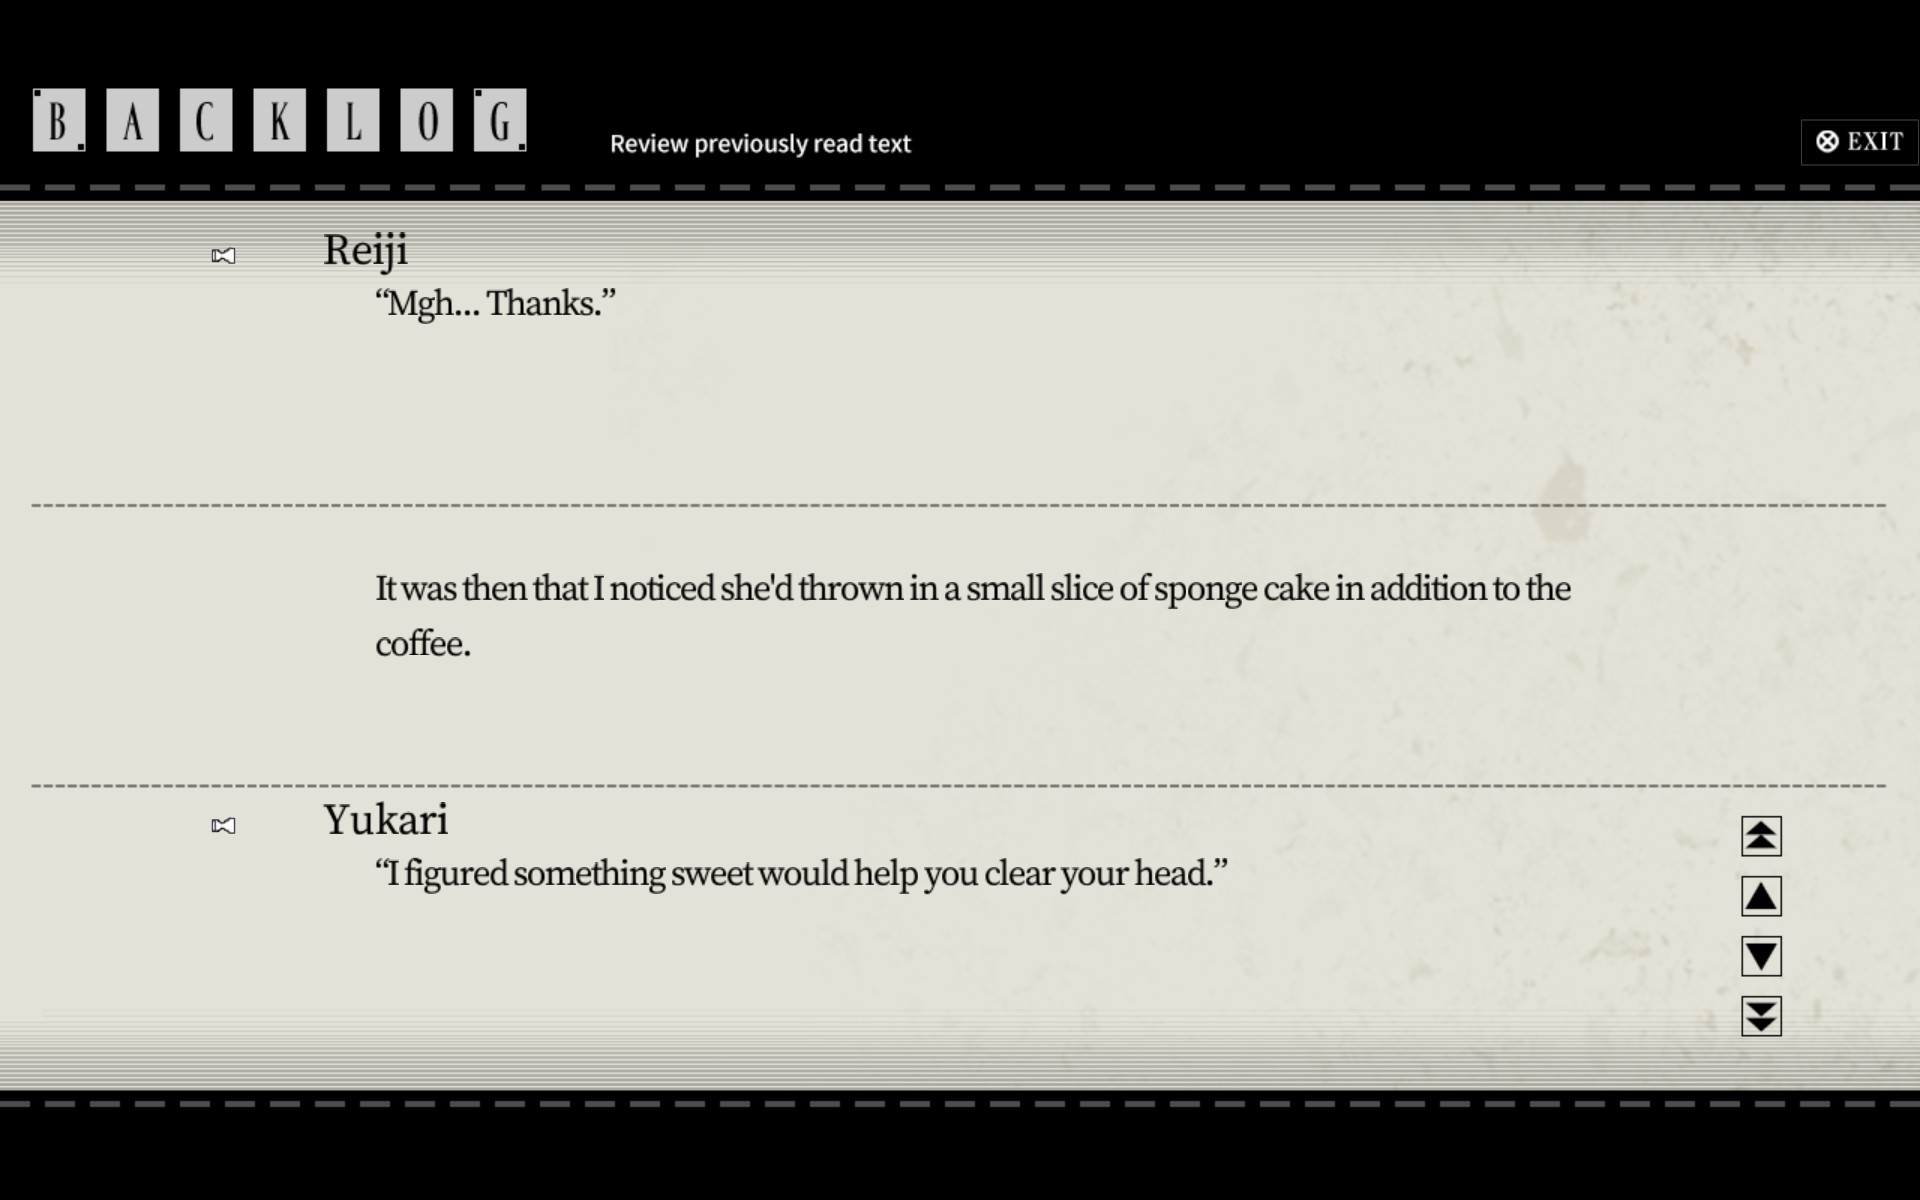 BACKLOG
Review previously read text
EXIT
Reiji
“Mgh... Thanks.”
It was then that I noticed she'd thrown in a small slice of sponge cake in addition to the
coffee.
Yukari
“I figured something sweet would help you clear your head.”